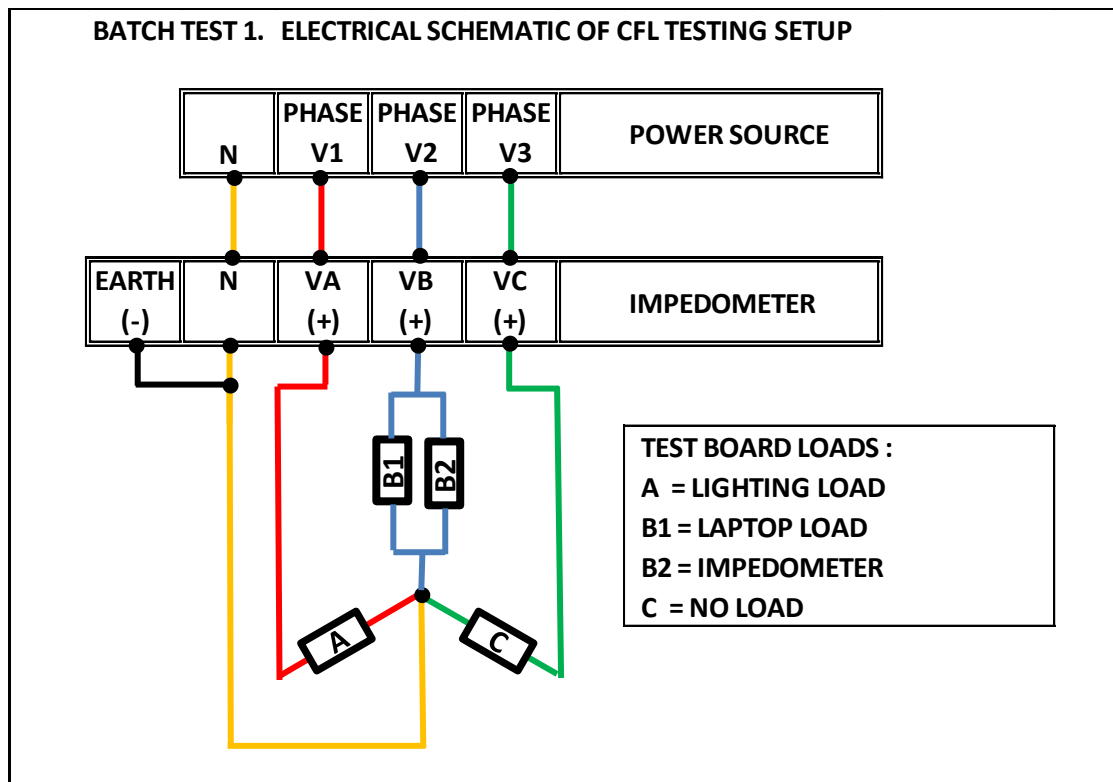 BATCH TEST 1. ELECTRICAL SCHEMATIC OF CFL TESTING SETUP
N
PHASE
V1
PHASE
V2
PHASE
V3
POWER SOURCE
EARTH
(-)
N
VA
(+)
VB
(+)
VC
(+)
IMPEDOMETER
B1
B2
A
C
TEST BOARD LOADS :
A = LIGHTING LOAD
B1 = LAPTOP LOAD
B2 = IMPEDOMETER
C = NO LOAD